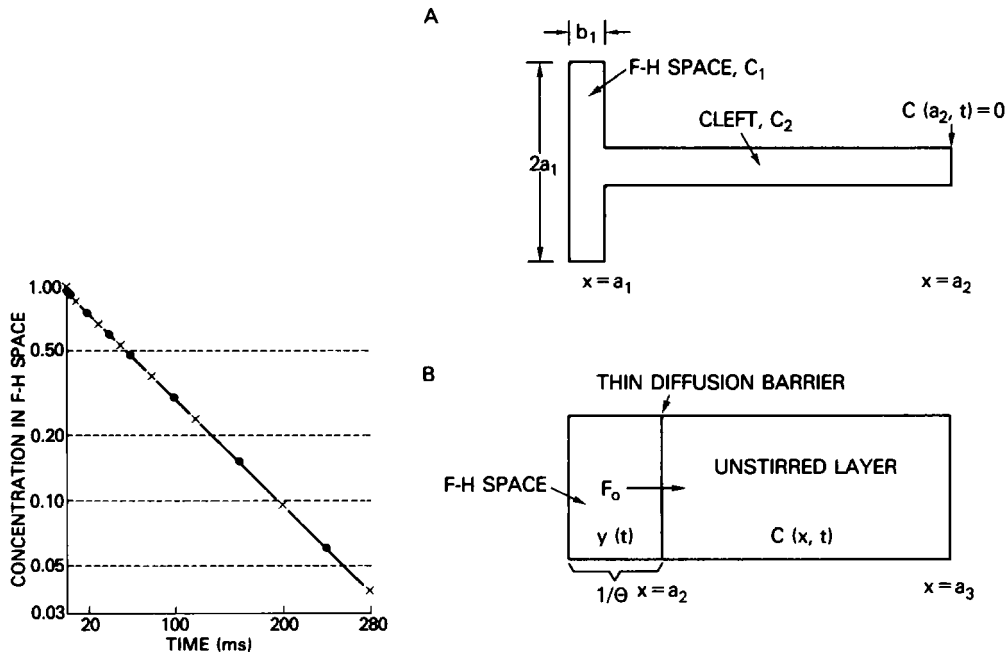 A
b₁
F-H SPACE, C₁
C (a₂, t) = 0
CLEFT, C₂
2a₁
x = a₁
x = a₂
CONCENTRATION IN F-H SPACE
1.00
0.50
0.20
0.10
0.05
0.03
20
100
200
280
TIME (ms)
B
THIN DIFFUSION BARRIER
UNSTIRRED LAYER
F-H SPACE
F₀
y (t)
C (x, t)
1/Θ
x = a₂
x = a₃